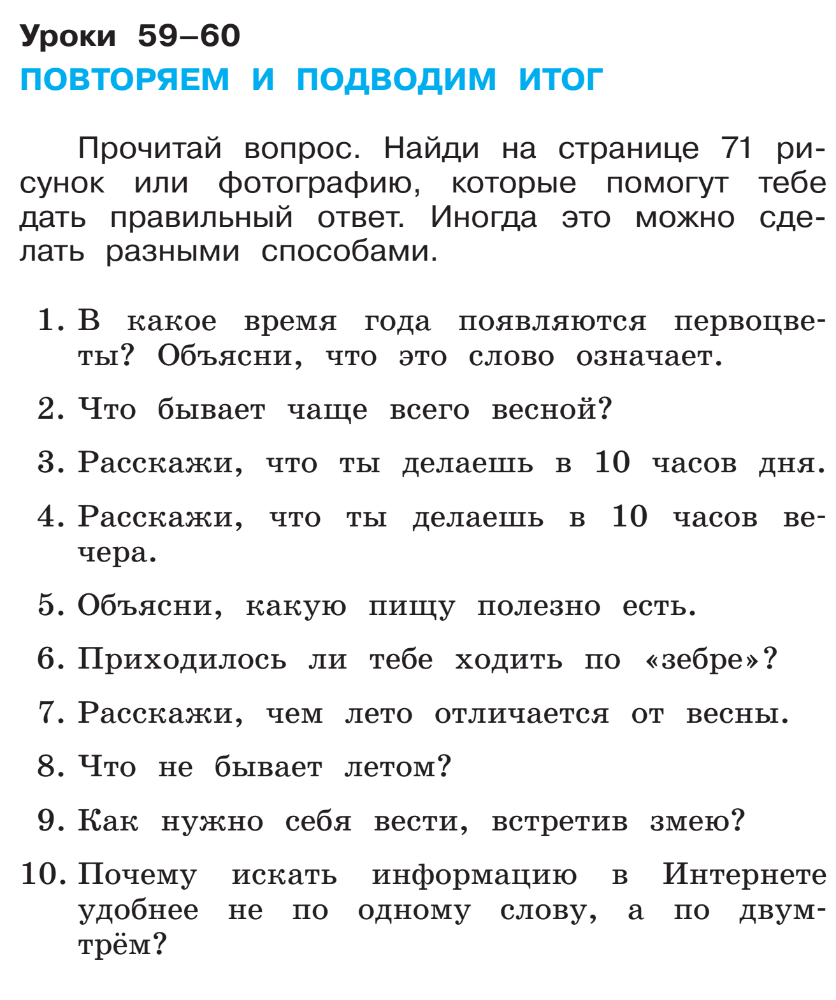 Уроки 59–60
ПОВТОРЯЕМ И ПОДВОДИМ ИТОГ
Прочитай вопрос. Найди на странице 71 ри-
сунок или фотографию, которые помогут тебе
дать правильный ответ. Иногда это можно сде-
лать разными способами.
1. В какое время года появляются первоцве-
ты? Объясни, что это слово означает.
2. Что бывает чаще всего весной?
3. Расскажи, что ты делаешь в 10 часов дня.
4. Расскажи, что ты делаешь в 10 часов ве-
чера.
5. Объясни, какую пищу полезно есть.
6. Приходилось ли тебе ходить по «зебре»?
7. Расскажи, чем лето отличается от весны.
8. Что не бывает летом?
9. Как нужно себя вести, встретив змею?
10. Почему искать информацию в Интернете
удобнее не по одному слову, а по двум-
трём?